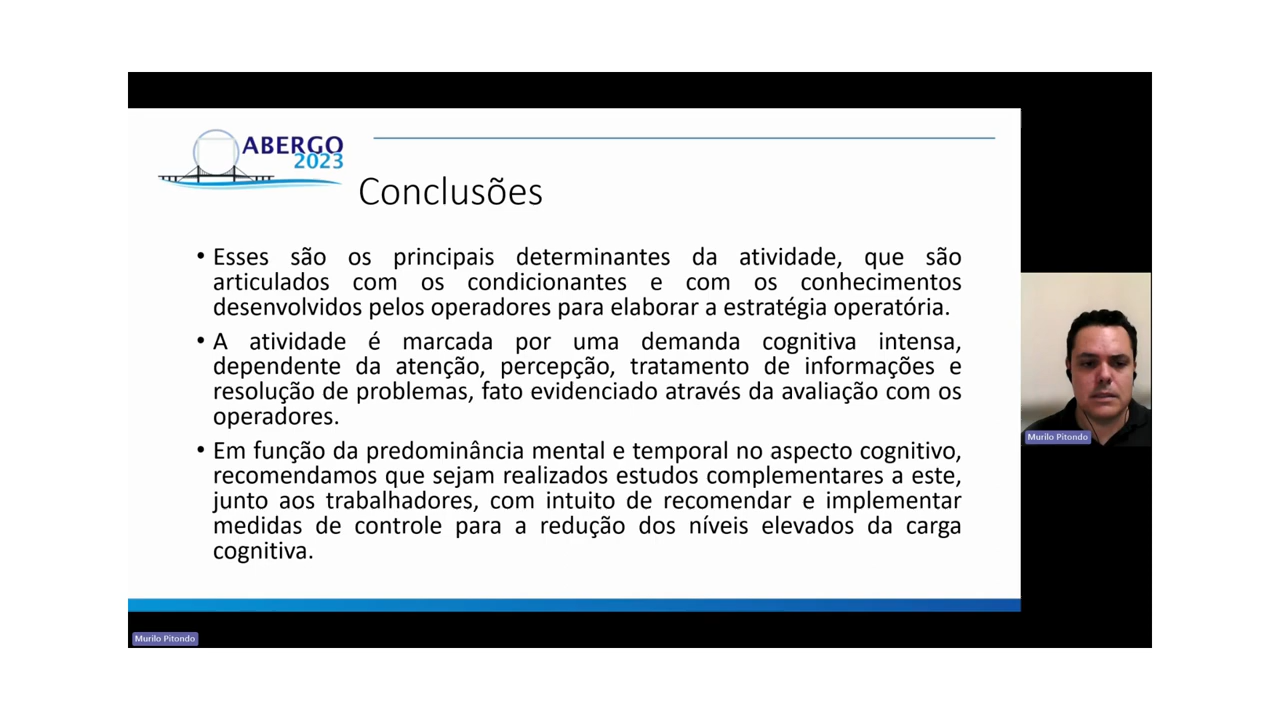 ABERGO
2023
Conclusões
• Esses são os principais determinantes da atividade, que são
articulados com os condicionantes e com os conhecimentos
desenvolvidos pelos operadores para elaborar a estratégia operatória.
• A atividade é marcada por uma demanda cognitiva intensa,
dependente da atenção, percepção, tratamento de informações e
resolução de problemas, fato evidenciado através da avaliação com os
operadores.
• Em função da predominância mental e temporal no aspecto cognitivo,
recomendamos que sejam realizados estudos complementares a este,
junto aos trabalhadores, com intuito de recomendar e implementar
medidas de controle para a redução dos níveis elevados da carga
cognitiva.
Murilo Pitondo
Murilo Pitondo